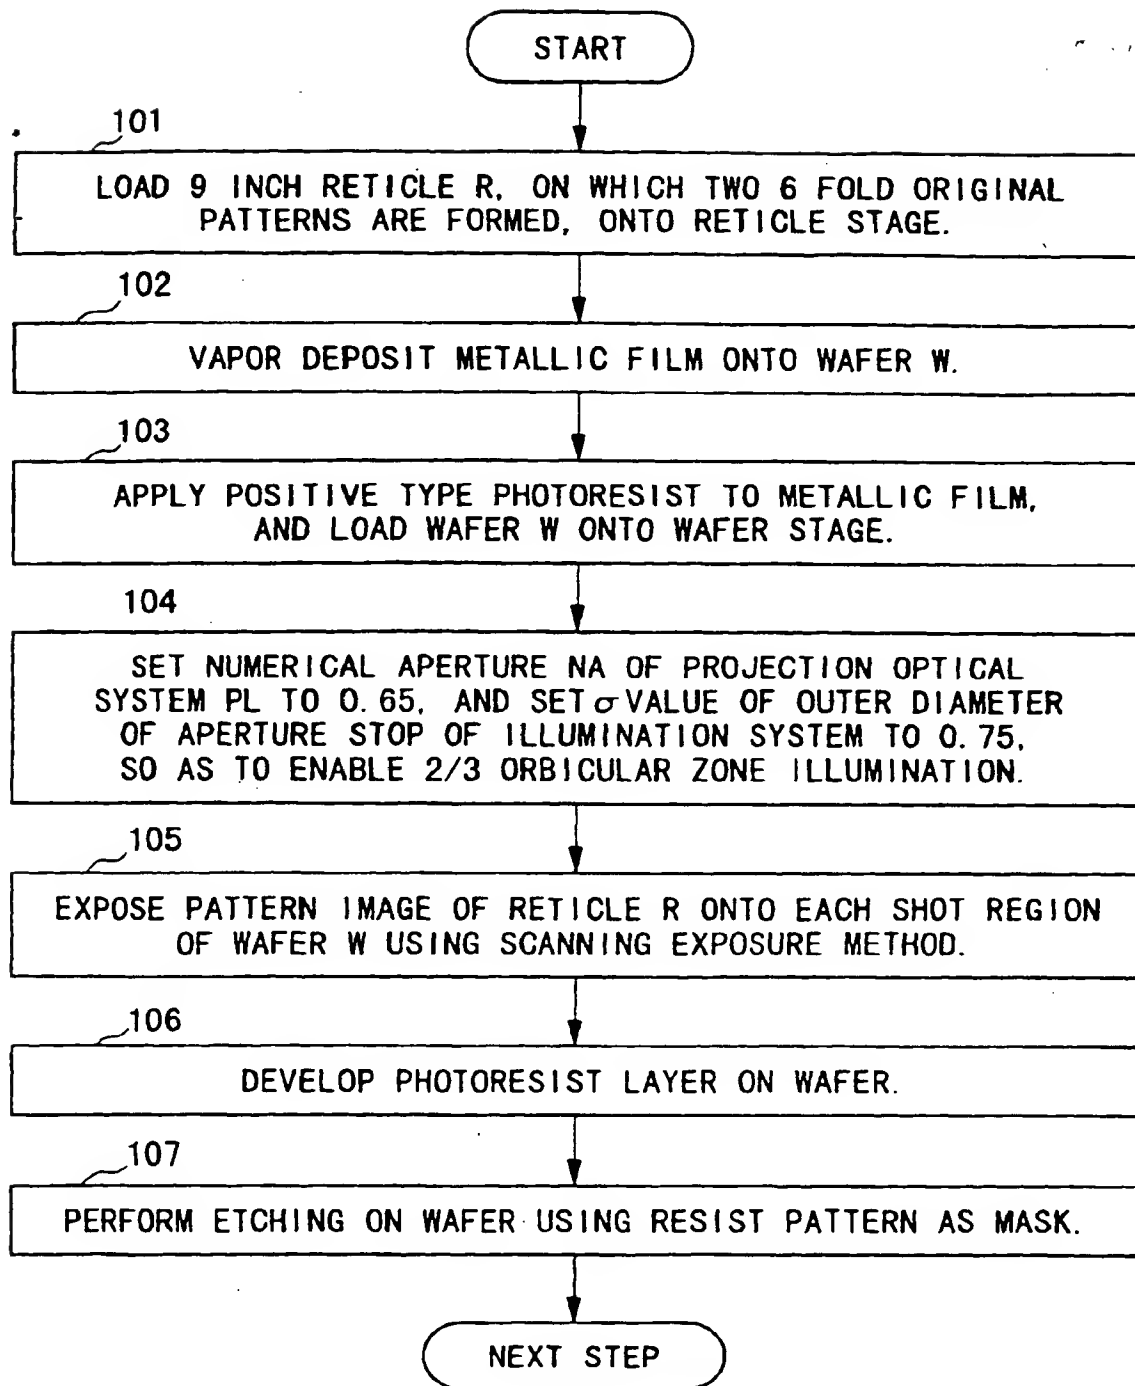 START
101
LOAD 9 INCH RETICLE R, ON WHICH TWO 6 FOLD ORIGINAL
PATTERNS ARE FORMED, ONTO RETICLE STAGE.
102
VAPOR DEPOSIT METALLIC FILM ONTO WAFER W.
103
APPLY POSITIVE TYPE PHOTORESIST TO METALLIC FILM,
AND LOAD WAFER W ONTO WAFER STAGE.
104
SET NUMERICAL APERTURE NA OF PROJECTION OPTICAL
SYSTEM PL TO 0.65, AND SET σ VALUE OF OUTER DIAMETER
OF APERTURE STOP OF ILLUMINATION SYSTEM TO 0.75,
SO AS TO ENABLE 2/3 ORBICULAR ZONE ILLUMINATION.
105
EXPOSE PATTERN IMAGE OF RETICLE R ONTO EACH SHOT REGION
OF WAFER W USING SCANNING EXPOSURE METHOD.
106
DEVELOP PHOTORESIST LAYER ON WAFER.
107
PERFORM ETCHING ON WAFER USING RESIST PATTERN AS MASK.
NEXT STEP